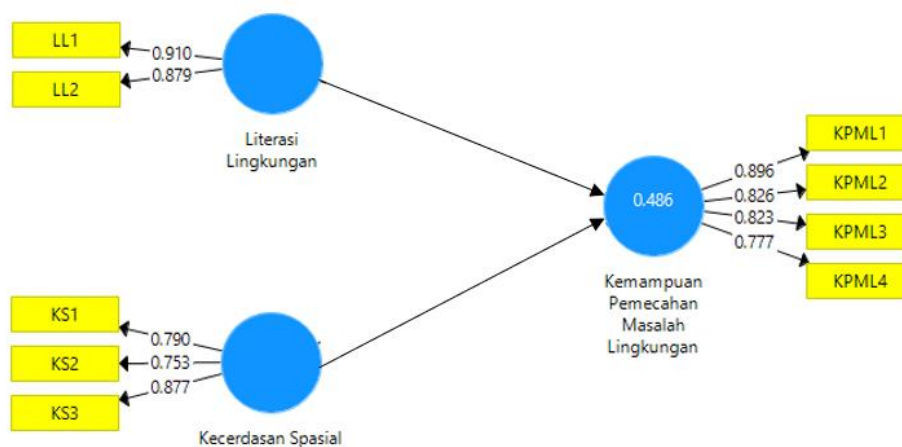 LL1
0.910
LL2
0.879
Literasi
Lingkungan
KPML1
0.896
KPML2
0.826
0.486
KPML3
0.823
KPML4
0.777
Kemampuan
Pemecahan
Masalah
Lingkungan
KS1
0.790
KS2
0.753
KS3
0.877
Kecerdasan Spasial